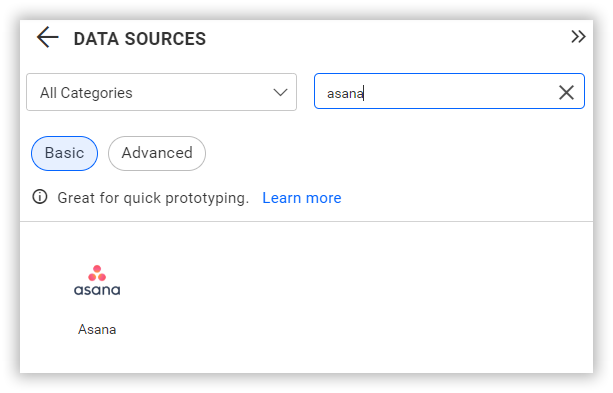 DATA SOURCES
All Categories
asana
Basic
Advanced
Great for quick prototyping. Learn more
asana
Asana